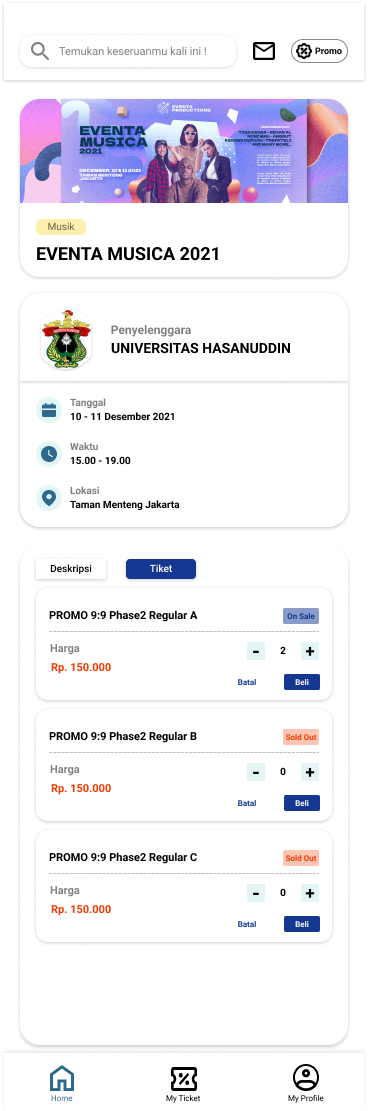 Temukan keseruanmu kali ini !
Promo
EVENTA
PRODUCTIONS
EVENTA
MUSICA
2021
DECEMBER 10 & 11 2021
TAMAN MENTENG
JAKARTA
AND MANY MORE...
Musik
EVENTA MUSICA 2021
Penyelenggara
UNIVERSITAS HASANUDDIN
Tanggal
10 - 11 Desember 2021
Waktu
15.00 - 19.00
Lokasi
Taman Menteng Jakarta
Deskripsi
Tiket
PROMO 9:9 Phase2 Regular A
On Sale
Harga
- 2 +
Rp. 150.000
Batal
Beli
PROMO 9:9 Phase2 Regular B
Sold Out
Harga
- 0 +
Rp. 150.000
Batal
Beli
PROMO 9:9 Phase2 Regular C
Sold Out
Harga
- 0 +
Rp. 150.000
Batal
Beli
Home
My Ticket
My Profile